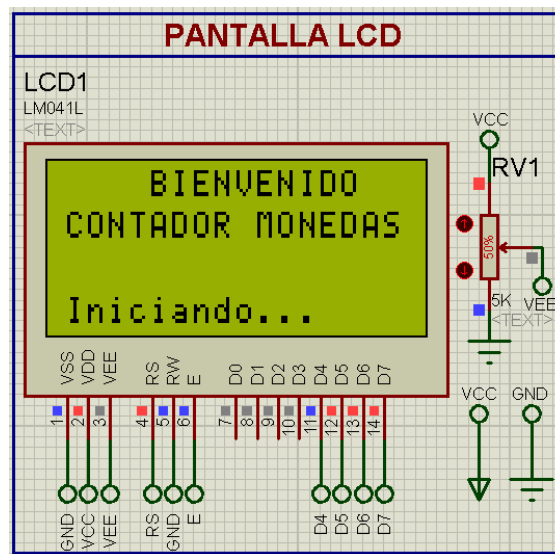 PANTALLA LCD
LCD1
LM041L
<TEXT>
BIENVENIDO
CONTADOR MONEDAS
Iniciando...
VSS VDD VEE RS RW E D0 D1 D2 D3 D4 D5 D6 D7
1 2 3 4 5 6 7 8 9 10 11 12 13 14
GND VCC VEE RS GND E D4 D5 D6 D7
VCC
RV1
50%
VEE
5K
<TEXT>
VCC GND